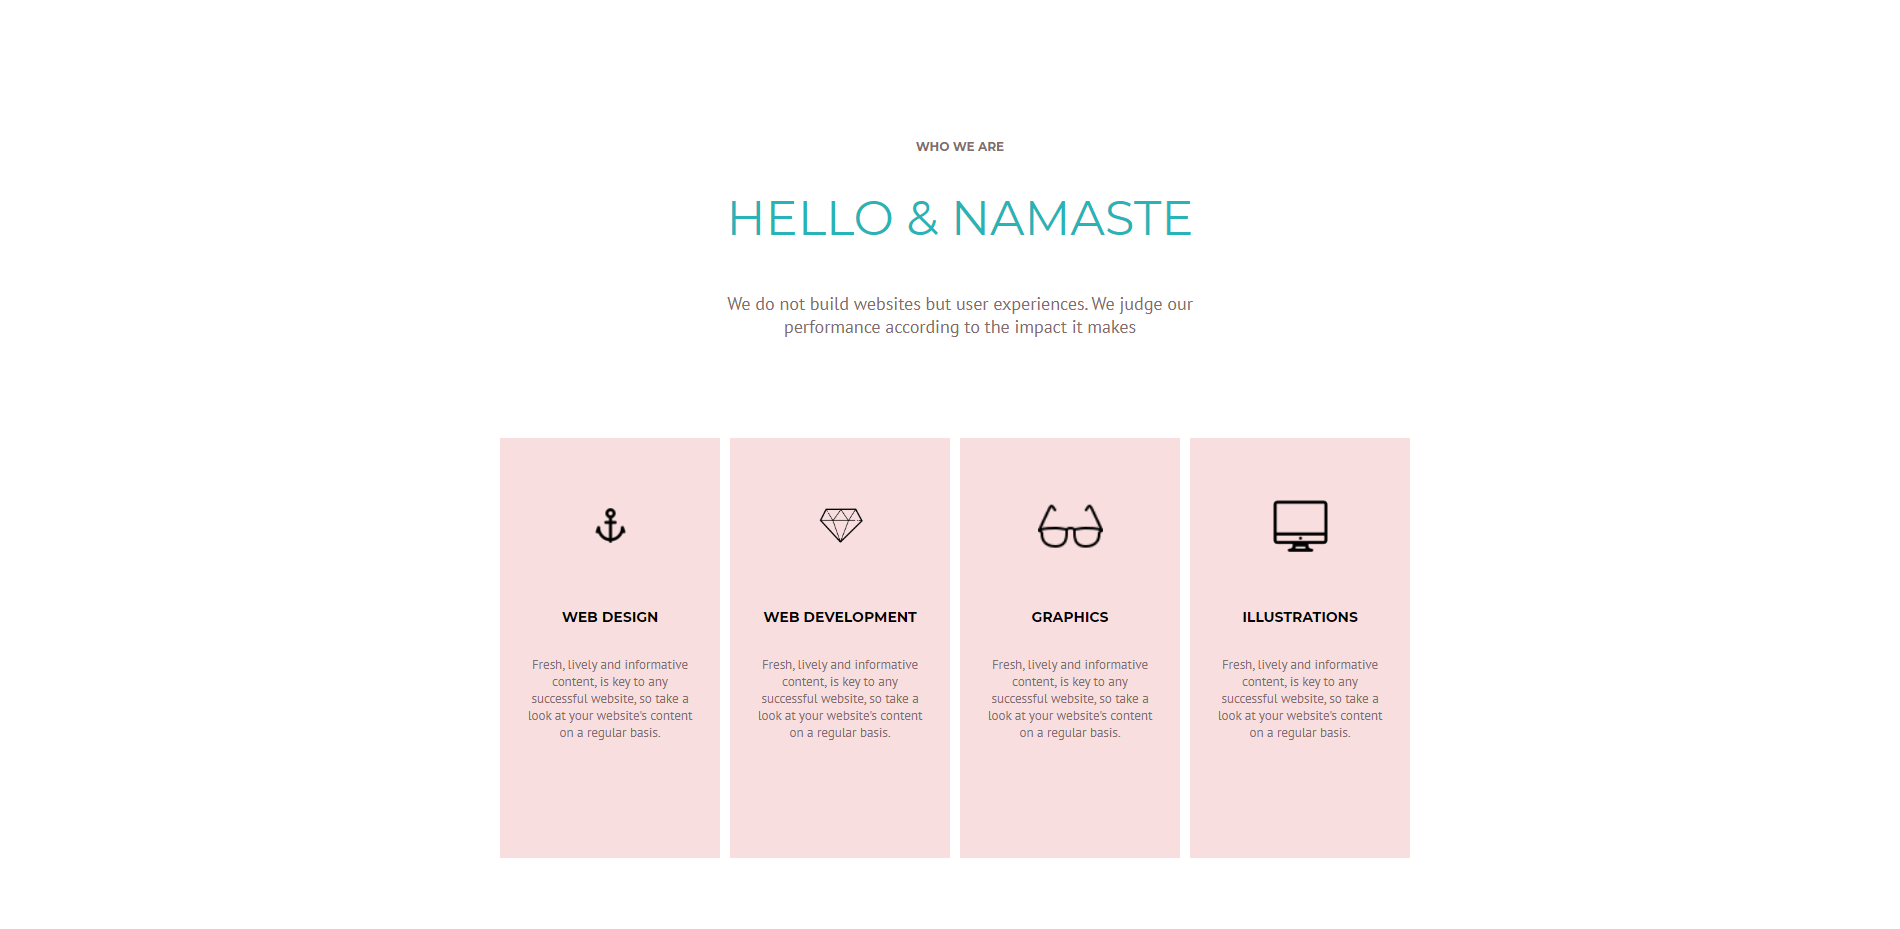 WHO WE ARE
HELLO & NAMASTE
We do not build websites but user experiences. We judge our
performance according to the impact it makes
WEB DESIGN
Fresh, lively and informative
content, is key to any
successful website, so take a
look at your website's content
on a regular basis.
WEB DEVELOPMENT
Fresh, lively and informative
content, is key to any
successful website, so take a
look at your website's content
on a regular basis.
GRAPHICS
Fresh, lively and informative
content, is key to any
successful website, so take a
look at your website's content
on a regular basis.
ILLUSTRATIONS
Fresh, lively and informative
content, is key to any
successful website, so take a
look at your website's content
on a regular basis.